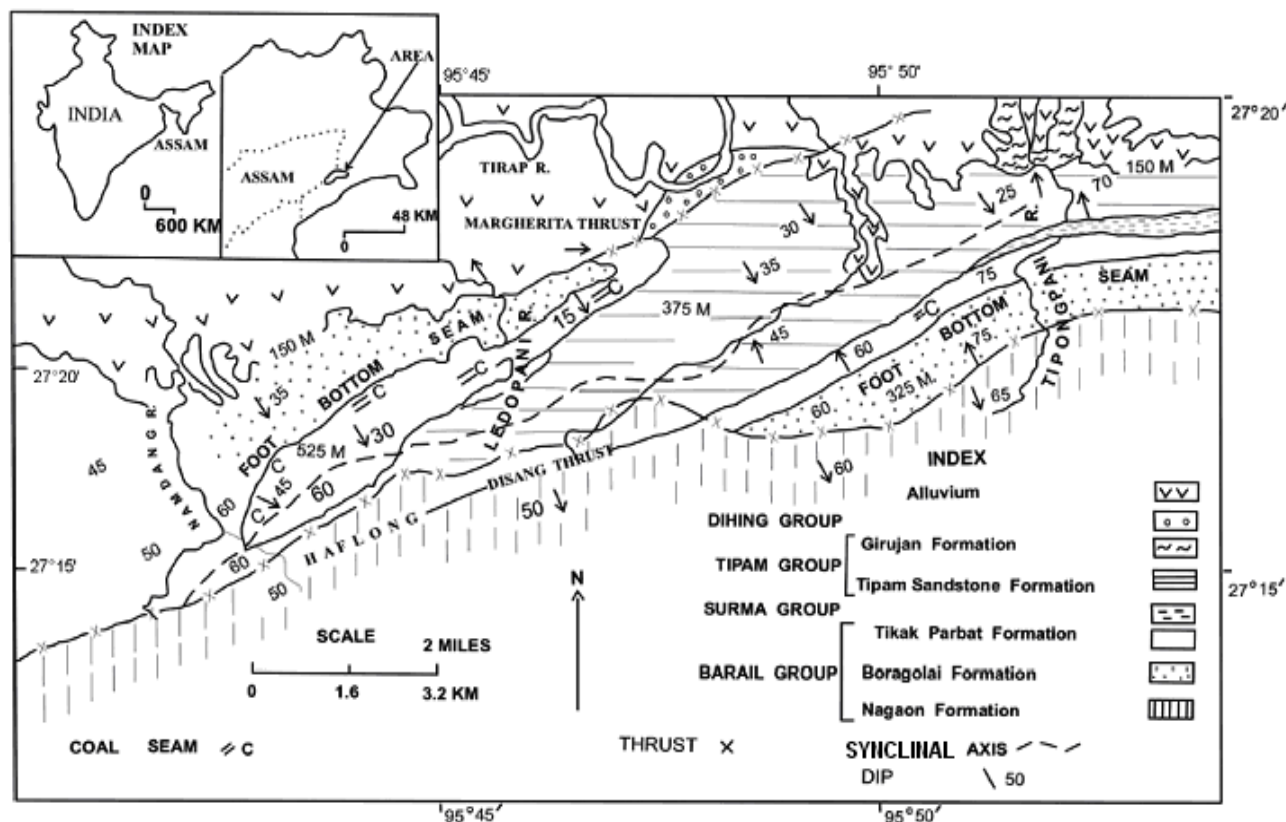 INDEX
MAP
INDIA
ASSAM
0
600 KM
AREA
ASSAM
48 KM
0
95° 45′
95° 50′
27°20′
27°20′
27°15′
27°15′
95° 45′
95° 50′
TIRAP R.
MARGHERITA THRUST
150 M
70
25
R.
30
35
375 M
45
75
C
SEAM
BOTTOM
FOOT
75
60
325 M.
60
65
60
TIPONGPANI
150 M
35
FOOT BOTTOM SEAM
15
C
C
C
30
525 M
C
45
C
60
LEDOPANI R.
NAMDANG R.
45
60
50
60
50
HAFLONG DISANG THRUST
50
N
SCALE
2 MILES
0 1.6 3.2 KM
COAL SEAM C
THRUST
SYNCLINAL AXIS
DIP 50
INDEX
Alluvium
DIHING GROUP
TIPAM GROUP
Girujan Formation
Tipam Sandstone Formation
SURMA GROUP
BARAIL GROUP
Tikak Parbat Formation
Boragolai Formation
Nagaon Formation